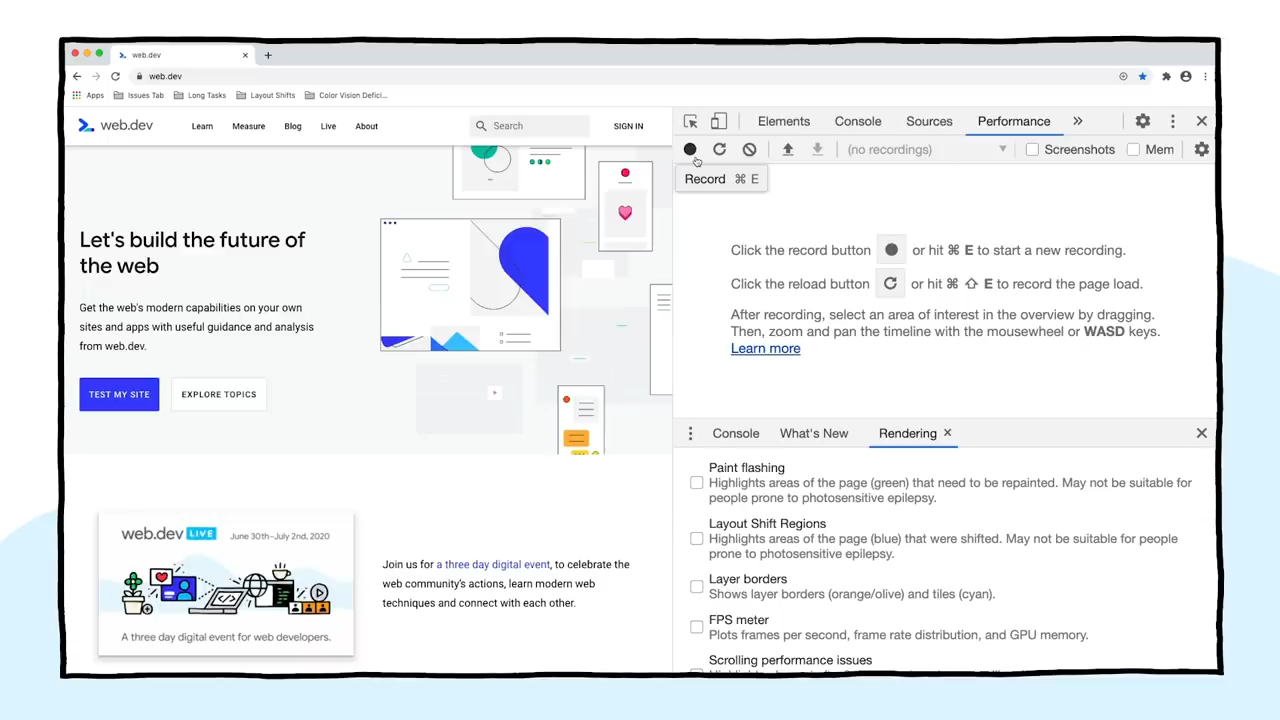 web.dev
web.dev
Apps
Issues Tab
Long Tasks
Layout Shifts
Color Vision Defici...
web.dev
Learn
Measure
Blog
Live
About
Search
SIGN IN
Let's build the future of
the web
Get the web's modern capabilities on your own
sites and apps with useful guidance and analysis
from web.dev.
TEST MY SITE
EXPLORE TOPICS
web.dev LIVE
June 30th–July 2nd, 2020
A three day digital event for web developers.
Join us for a three day digital event, to celebrate the
web community's actions, learn modern web
techniques and connect with each other.
Elements
Console
Sources
Performance
(no recordings)
Screenshots
Mem
Record ⌘ E
Click the record button or hit ⌘ E to start a new recording.
Click the reload button or hit ⌘ ⇧ E to record the page load.
After recording, select an area of interest in the overview by dragging.
Then, zoom and pan the timeline with the mousewheel or WASD keys.
Learn more
Console
What's New
Rendering
Paint flashing
Highlights areas of the page (green) that need to be repainted. May not be suitable for
people prone to photosensitive epilepsy.
Layout Shift Regions
Highlights areas of the page (blue) that were shifted. May not be suitable for people
prone to photosensitive epilepsy.
Layer borders
Shows layer borders (orange/olive) and tiles (cyan).
FPS meter
Plots frames per second, frame rate distribution, and GPU memory.
Scrolling performance issues